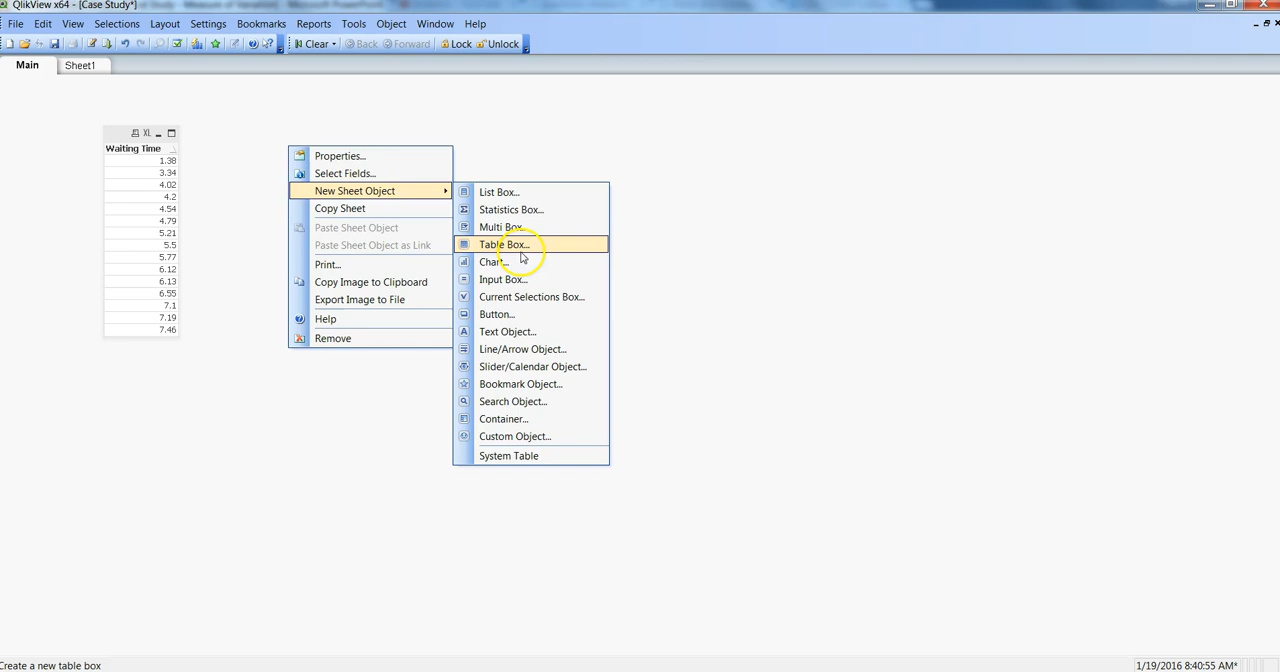 QlikView x64 - [Case Study*]
File Edit View Selections Layout Settings Bookmarks Reports Tools Object Window Help
Clear Back Forward Lock Unlock
Main Sheet1
XL
Waiting Time
1.38
3.34
4.02
4.2
4.54
4.79
5.21
5.5
5.77
6.12
6.13
6.55
7.1
7.19
7.46
Properties...
Select Fields...
New Sheet Object
Copy Sheet
Paste Sheet Object
Paste Sheet Object as Link
Print...
Copy Image to Clipboard
Export Image to File
Help
Remove
List Box...
Statistics Box...
Multi Box...
Table Box...
Chart...
Input Box...
Current Selections Box...
Button...
Text Object...
Line/Arrow Object...
Slider/Calendar Object...
Bookmark Object...
Search Object...
Container...
Custom Object...
System Table
Create a new table box
1/19/2016 8:40:55 AM*